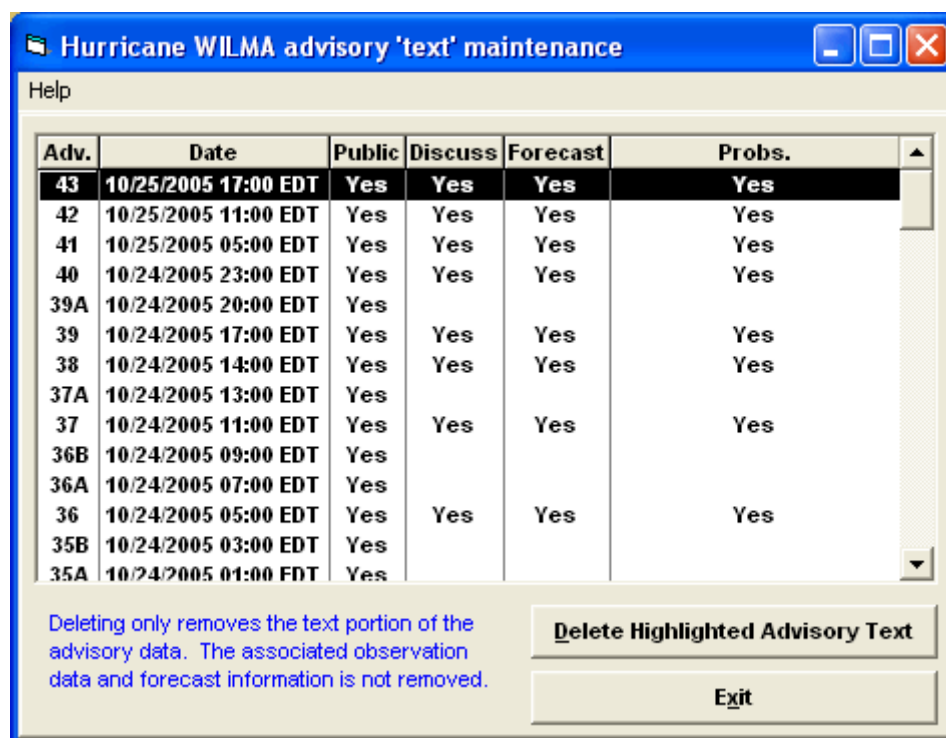 Hurricane WILMA advisory 'text' maintenance
Help
Adv. Date Public Discuss Forecast Probs.
43 10/25/2005 17:00 EDT Yes Yes Yes Yes
42 10/25/2005 11:00 EDT Yes Yes Yes Yes
41 10/25/2005 05:00 EDT Yes Yes Yes Yes
40 10/24/2005 23:00 EDT Yes Yes Yes Yes
39A 10/24/2005 20:00 EDT Yes
39 10/24/2005 17:00 EDT Yes Yes Yes Yes
38 10/24/2005 14:00 EDT Yes Yes Yes Yes
37A 10/24/2005 13:00 EDT Yes
37 10/24/2005 11:00 EDT Yes Yes Yes Yes
36B 10/24/2005 09:00 EDT Yes
36A 10/24/2005 07:00 EDT Yes
36 10/24/2005 05:00 EDT Yes Yes Yes Yes
35B 10/24/2005 03:00 EDT Yes
35A 10/24/2005 01:00 EDT Yes
Deleting only removes the text portion of the
advisory data. The associated observation
data and forecast information is not removed.
Delete Highlighted Advisory Text
Exit